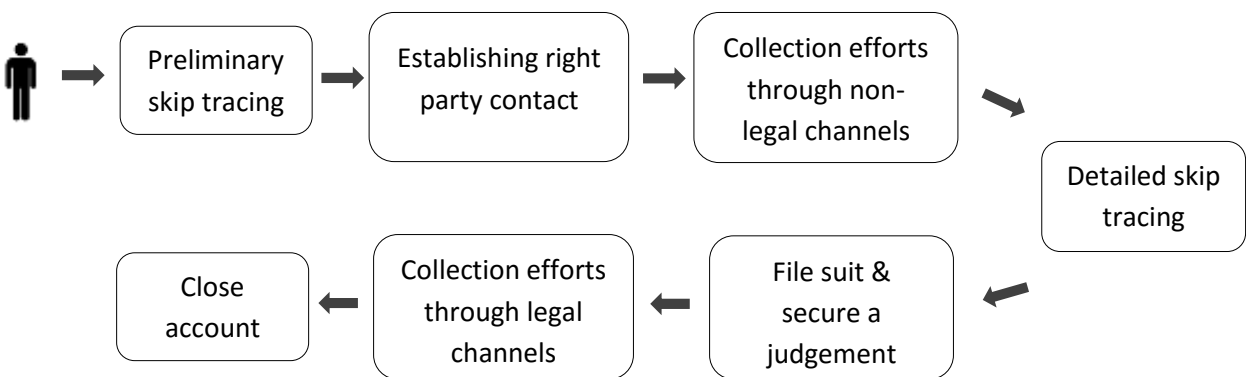 Preliminary
skip tracing
Establishing right
party contact
Collection efforts
through non-
legal channels
Detailed skip
tracing
File suit &
secure a
judgement
Collection efforts
through legal
channels
Close
account